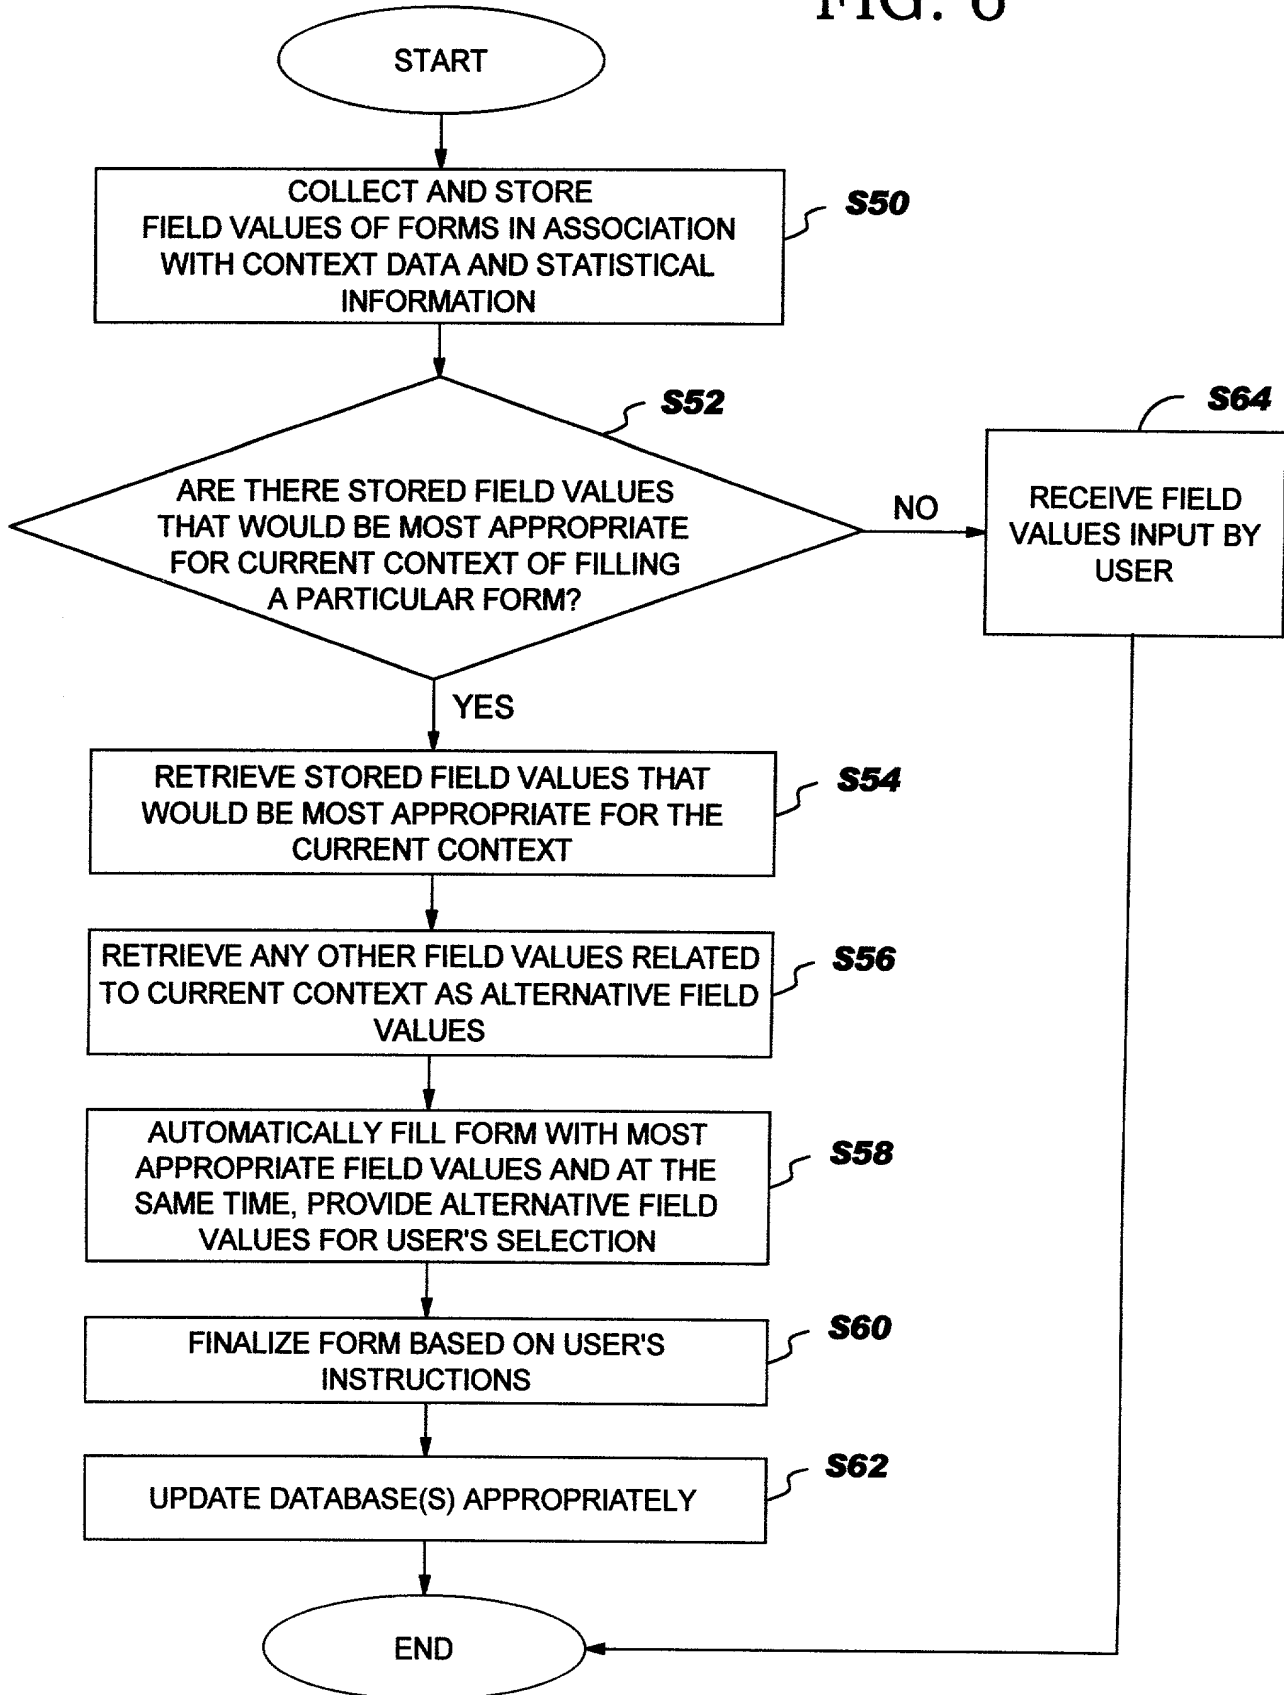 FIG. 6
START
COLLECT AND STORE
FIELD VALUES OF FORMS IN ASSOCIATION
WITH CONTEXT DATA AND STATISTICAL
INFORMATION
S50
S52
ARE THERE STORED FIELD VALUES
THAT WOULD BE MOST APPROPRIATE
FOR CURRENT CONTEXT OF FILLING
A PARTICULAR FORM?
NO
S64
RECEIVE FIELD
VALUES INPUT BY
USER
YES
RETRIEVE STORED FIELD VALUES THAT
WOULD BE MOST APPROPRIATE FOR THE
CURRENT CONTEXT
S54
RETRIEVE ANY OTHER FIELD VALUES RELATED
TO CURRENT CONTEXT AS ALTERNATIVE FIELD
VALUES
S56
AUTOMATICALLY FILL FORM WITH MOST
APPROPRIATE FIELD VALUES AND AT THE
SAME TIME, PROVIDE ALTERNATIVE FIELD
VALUES FOR USER'S SELECTION
S58
FINALIZE FORM BASED ON USER'S
INSTRUCTIONS
S60
UPDATE DATABASE(S) APPROPRIATELY
S62
END